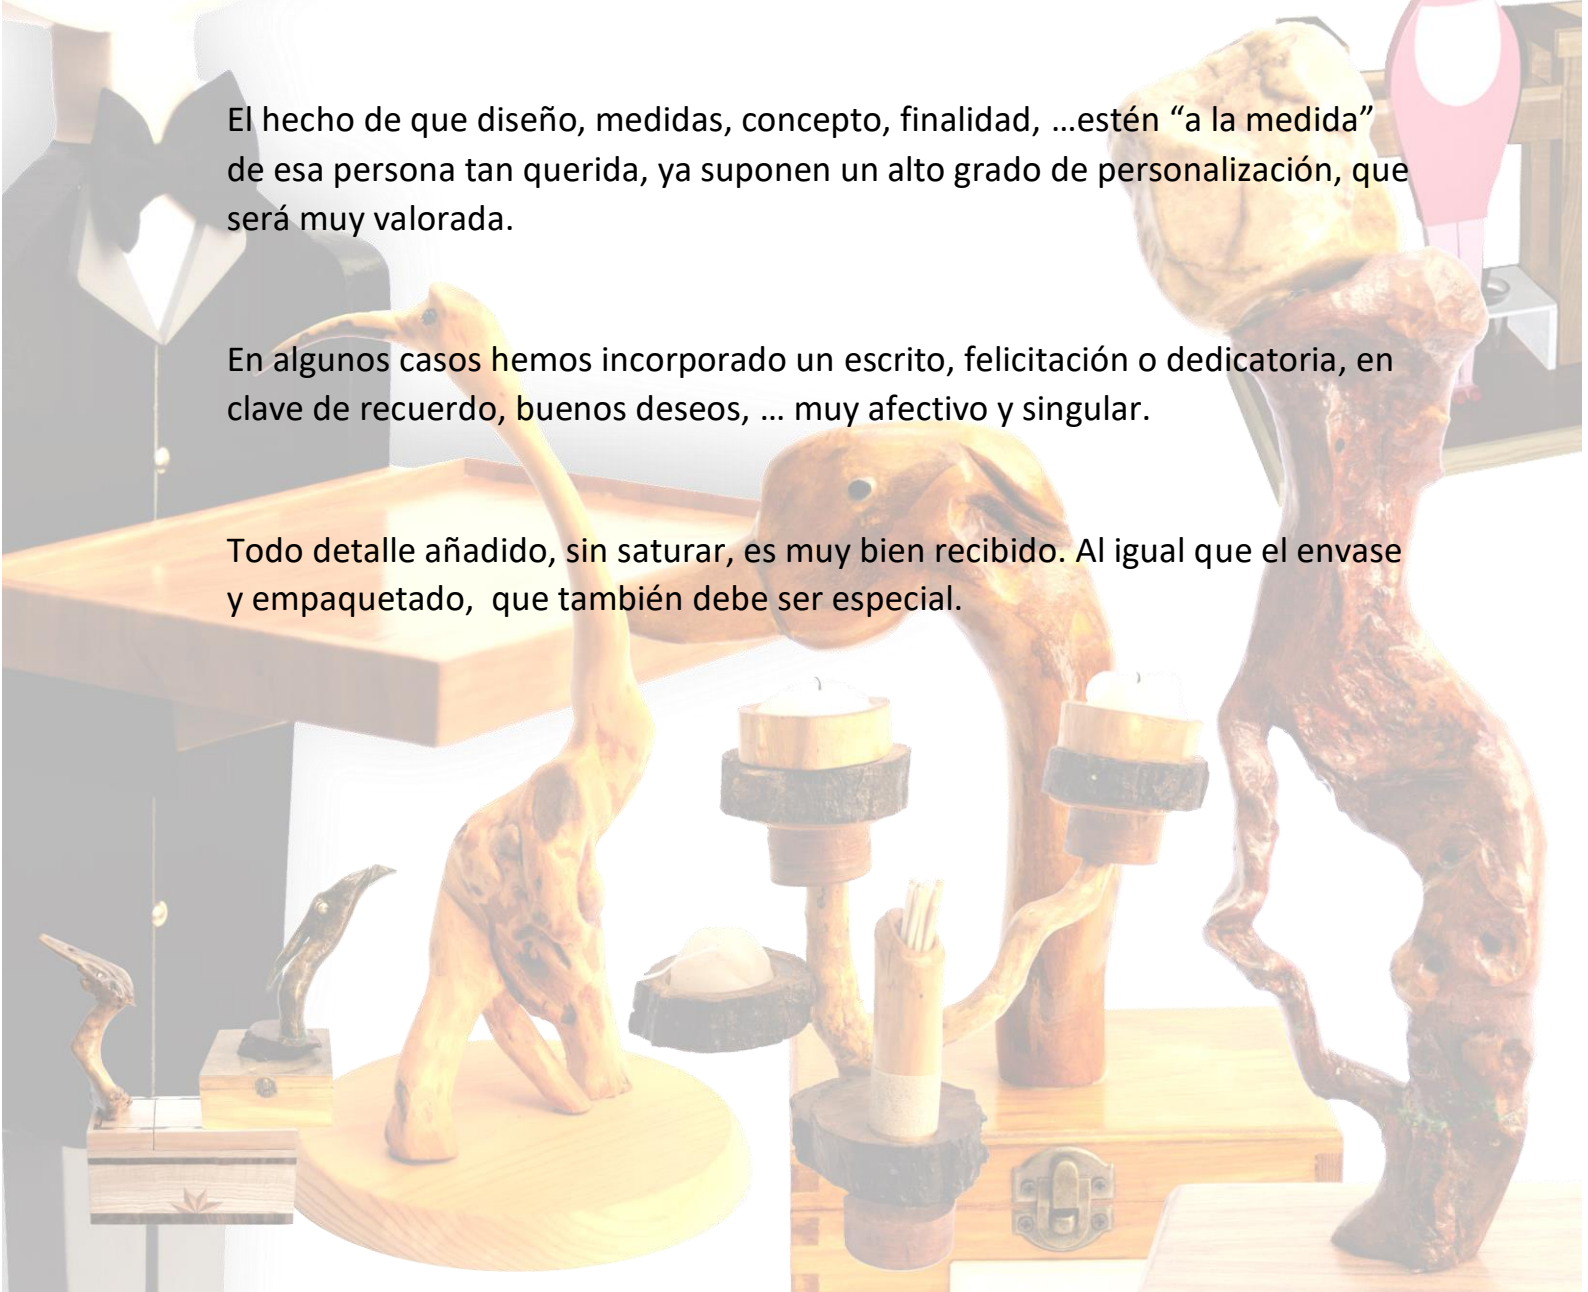 El hecho de que diseño, medidas, concepto, finalidad, …estén “a la medida”
de esa persona tan querida, ya suponen un alto grado de personalización, que
será muy valorada.
En algunos casos hemos incorporado un escrito, felicitación o dedicatoria, en
clave de recuerdo, buenos deseos, … muy afectivo y singular.
Todo detalle añadido, sin saturar, es muy bien recibido. Al igual que el envase
y empaquetado,  que también debe ser especial.